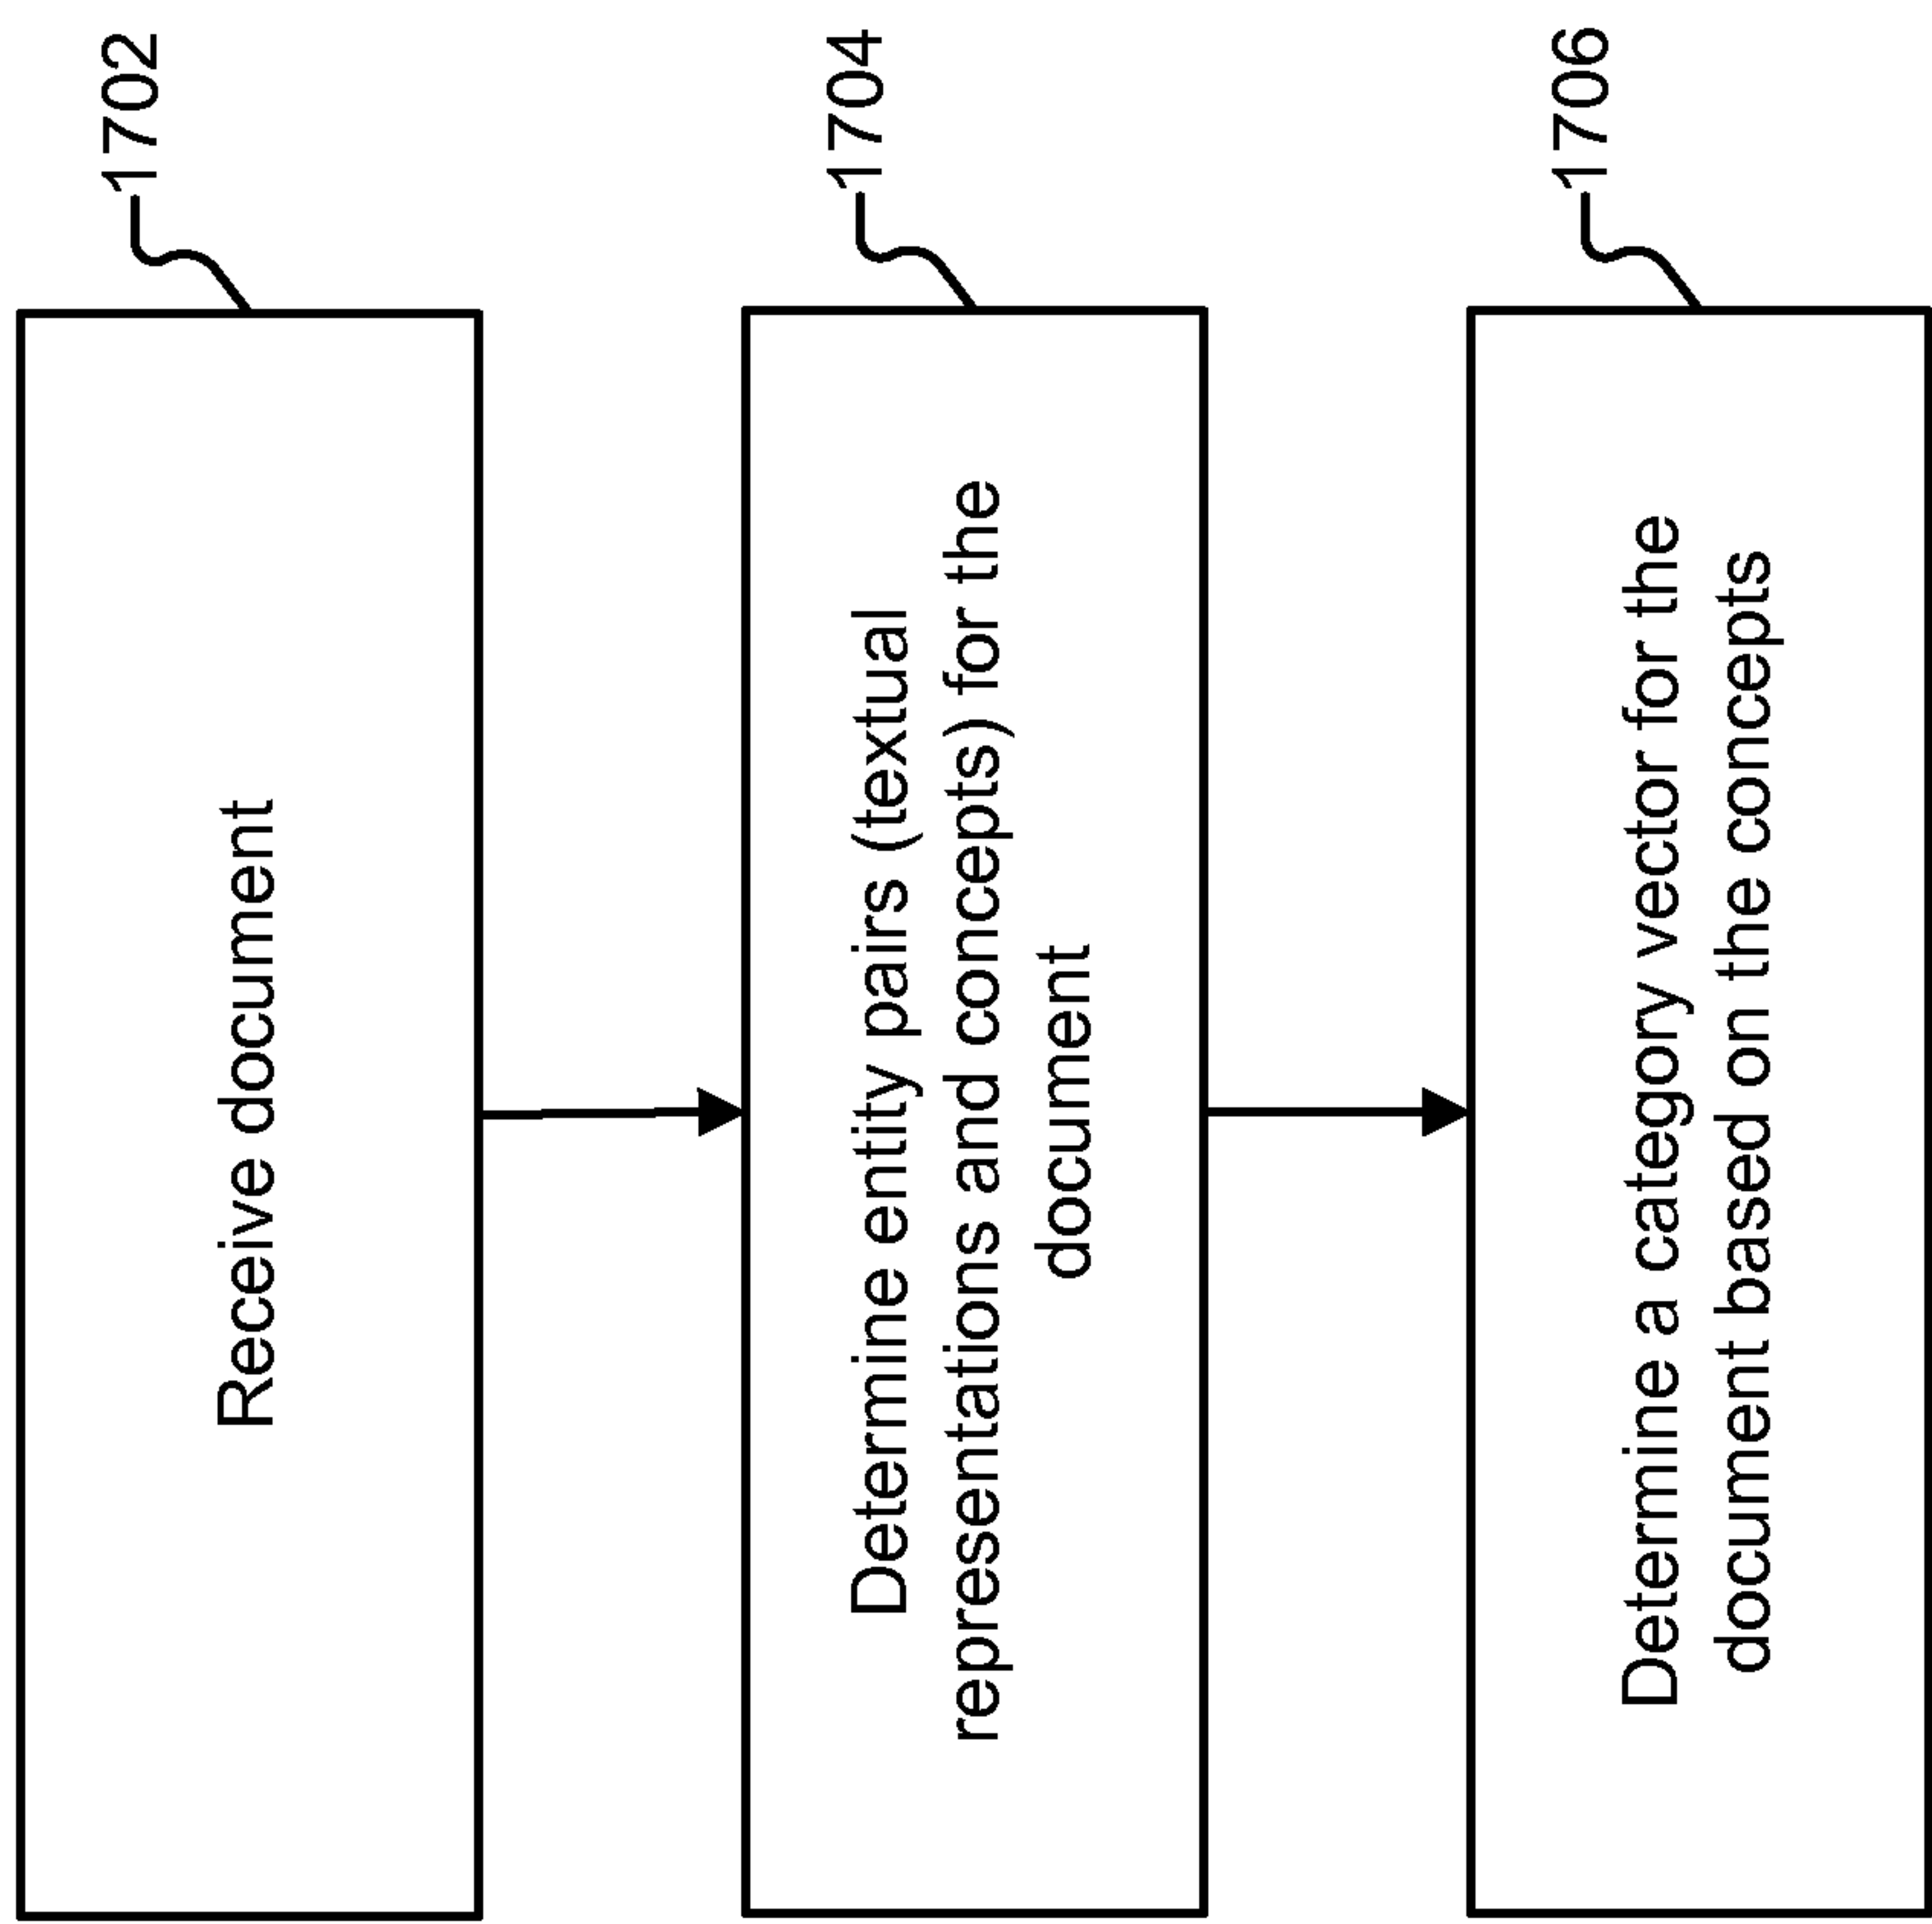 Receive document
1702
Determine entity pairs (textual
representations and concepts) for the
document
1704
Determine a category vector for the
document based on the concepts
1706